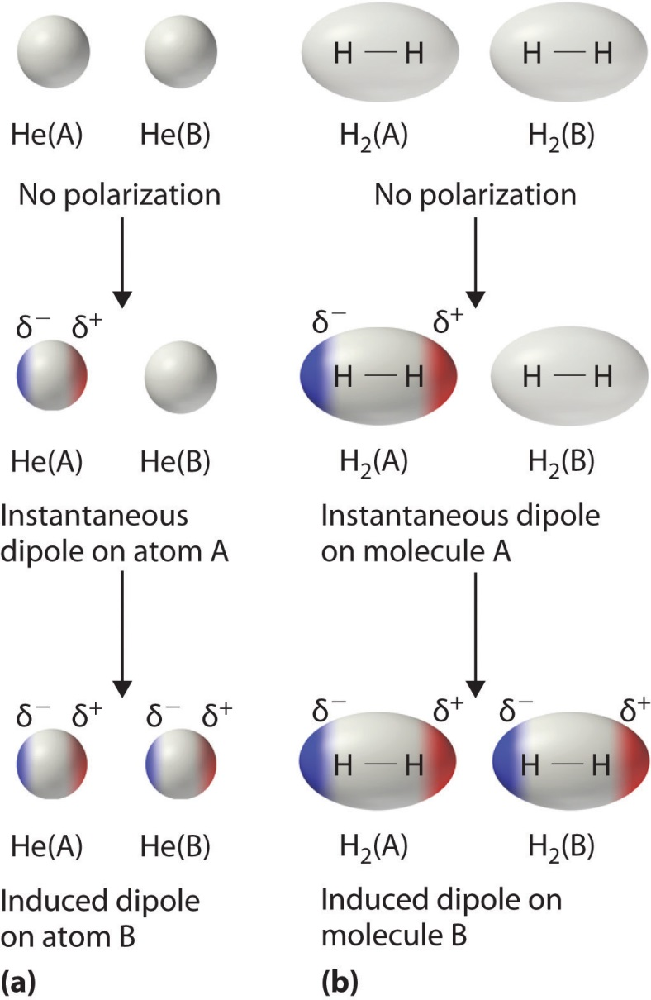 H — H H — H
He(A) He(B) H₂(A) H₂(B)
No polarization No polarization
δ⁻ δ⁺ δ⁻ δ⁺
H — H H — H
He(A) He(B) H₂(A) H₂(B)
Instantaneous
dipole on atom A
Instantaneous dipole
on molecule A
δ⁻ δ⁺ δ⁻ δ⁺ δ⁻ δ⁺ δ⁻ δ⁺
H — H H — H
He(A) He(B) H₂(A) H₂(B)
Induced dipole
on atom B
Induced dipole on
molecule B
(a) (b)